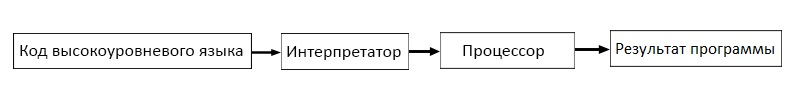 Код высокоуровневого языка
Интерпретатор
Процессор
Результат программы